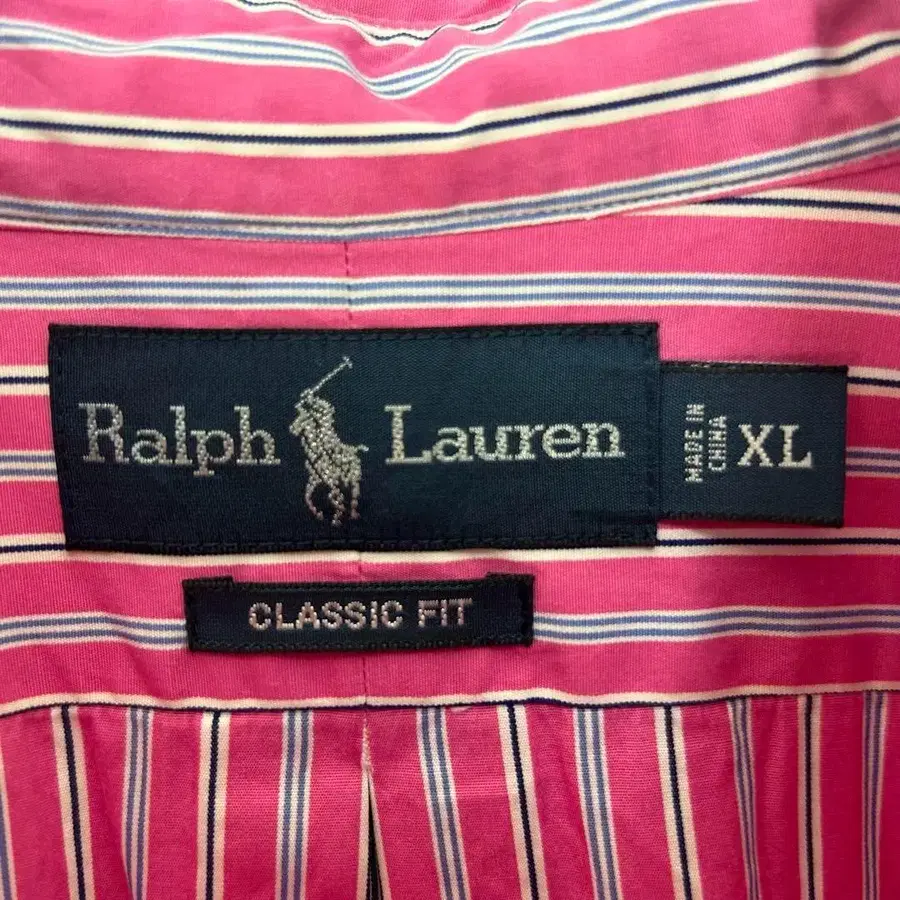 Ralph Lauren
MADE IN
CHINA
XL
CLASSIC FIT